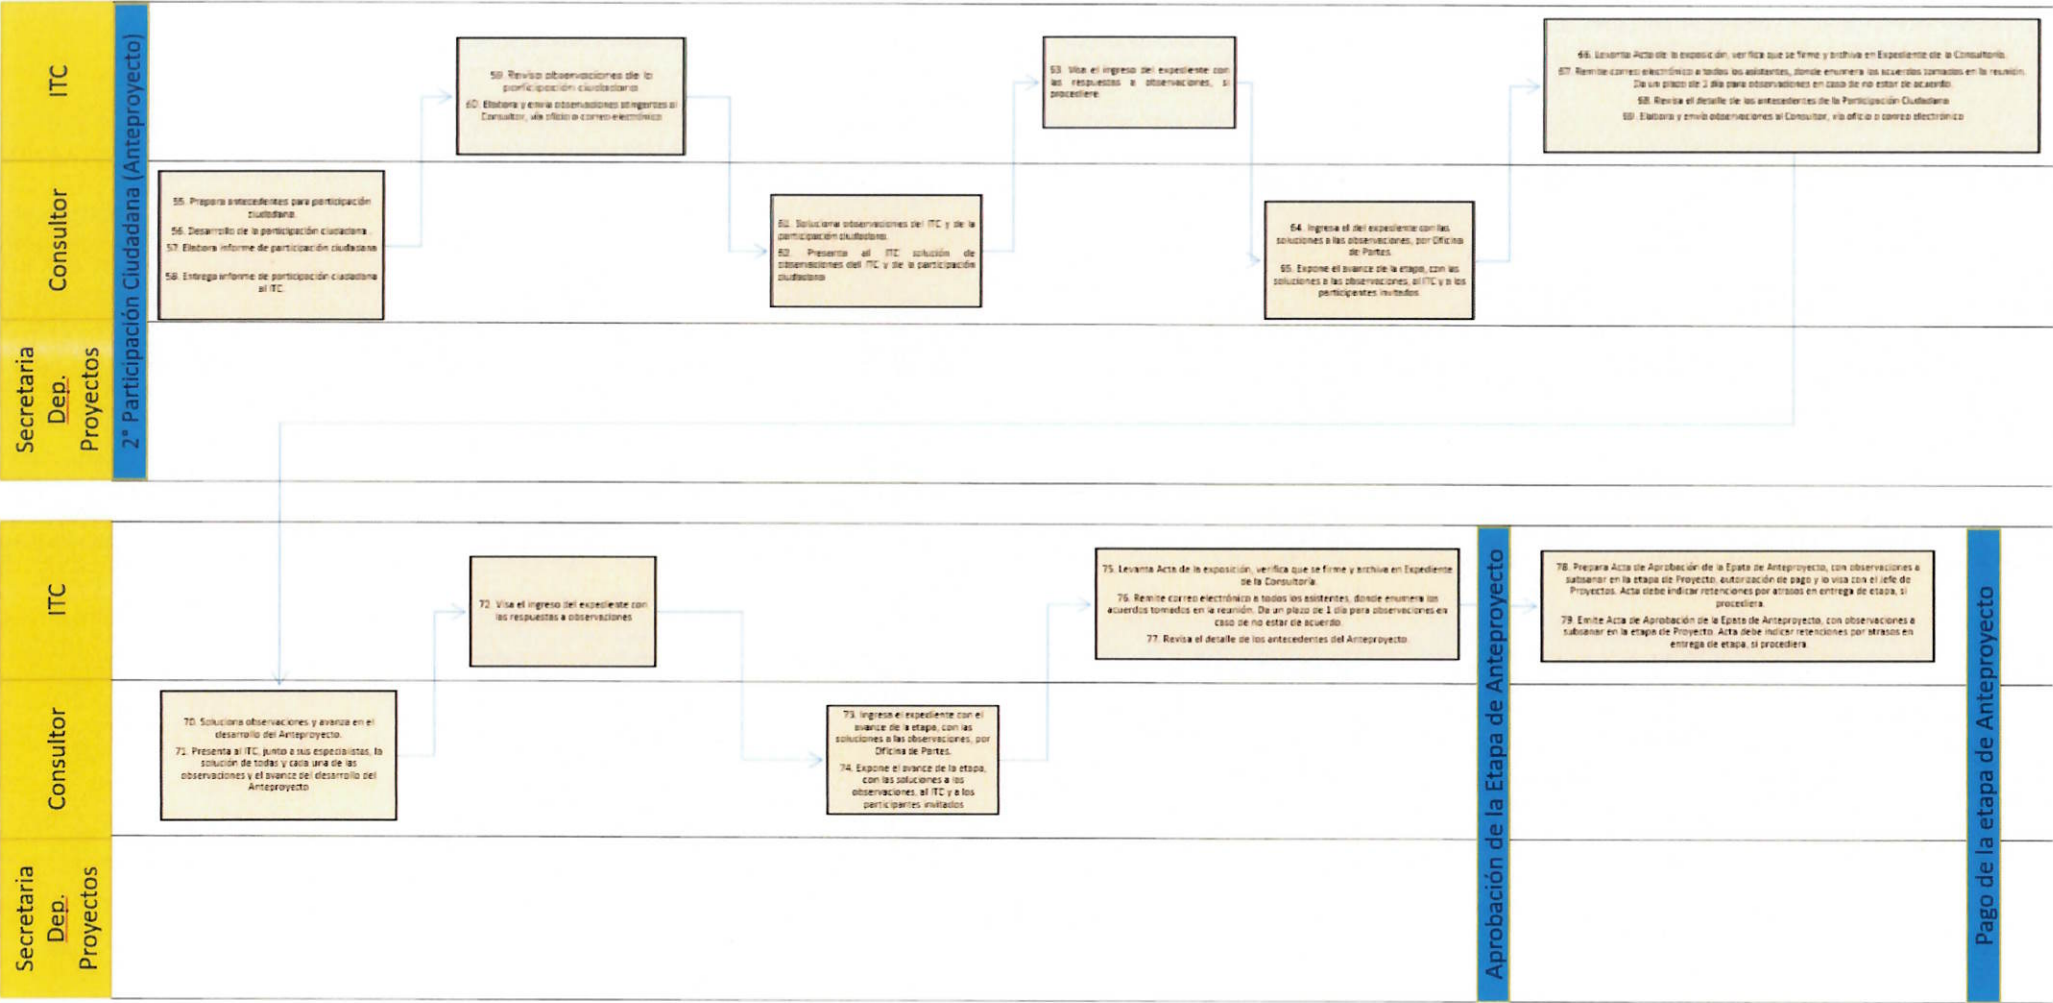 ITC
Consultor
Secretaria
Dep.
Proyectos
2° Participación Ciudadana (Anteproyecto)
55. Prepara antecedentes para participación
ciudadana.
56. Desarrollo de la participación ciudadana.
57. Elabora informe de participación ciudadana
58. Entrega informe de participación ciudadana
al ITC.
59. Revisa observaciones de la
participación ciudadana
60. Elabora y envía observaciones atingentes al
Consultor, vía oficio o correo electrónico
61. Soluciona observaciones del ITC y de la
participación ciudadana.
62. Presenta al ITC solución de
observaciones del ITC y de la participación
ciudadana
63. Visa el ingreso del expediente con
las respuestas a observaciones, si
procediere.
64. Ingresa el del expediente con las
soluciones a las observaciones, por Oficina
de Partes.
65. Expone el avance de la etapa, con las
soluciones a las observaciones, al ITC y a los
participantes invitados.
66. Levanta Acta de la exposición, verifica que se firme y archiva en Expediente de la Consultoría.
67. Remite correo electrónico a todos los asistentes, donde enumera los acuerdos tomados en la reunión.
Da un plazo de 1 día para observaciones en caso de no estar de acuerdo.
68. Revisa el detalle de los antecedentes de la Participación Ciudadana
69. Elabora y envía observaciones al Consultor, vía oficio o correo electrónico
ITC
Consultor
Secretaria
Dep.
Proyectos
70. Soluciona observaciones y avanza en el
desarrollo del Anteproyecto.
71. Presenta al ITC, junto a sus especialistas, la
solución de todas y cada una de las
observaciones y el avance del desarrollo del
Anteproyecto
72. Visa el ingreso del expediente con
las respuestas a observaciones
73. Ingresa el expediente con el
avance de la etapa, con las
soluciones a las observaciones, por
Oficina de Partes.
74. Expone el avance de la etapa,
con las soluciones a las
observaciones, al ITC y a los
participantes invitados
75. Levanta Acta de la exposición, verifica que se firme y archiva en Expediente
de la Consultoría.
76. Remite correo electrónico a todos los asistentes, donde enumera los
acuerdos tomados en la reunión. Da un plazo de 1 día para observaciones en
caso de no estar de acuerdo.
77. Revisa el detalle de los antecedentes del Anteproyecto.
Aprobación de la Etapa de Anteproyecto
78. Prepara Acta de Aprobación de la Epata de Anteproyecto, con observaciones a
subsanar en la etapa de Proyecto, autorización de pago y lo visa con el Jefe de
Proyectos. Acta debe indicar retenciones por atrasos en entrega de etapa, si
procediera.
79. Emite Acta de Aprobación de la Epata de Anteproyecto, con observaciones a
subsanar en la etapa de Proyecto. Acta debe indicar retenciones por atrasos en
entrega de etapa, si procediera.
Pago de la etapa de Anteproyecto